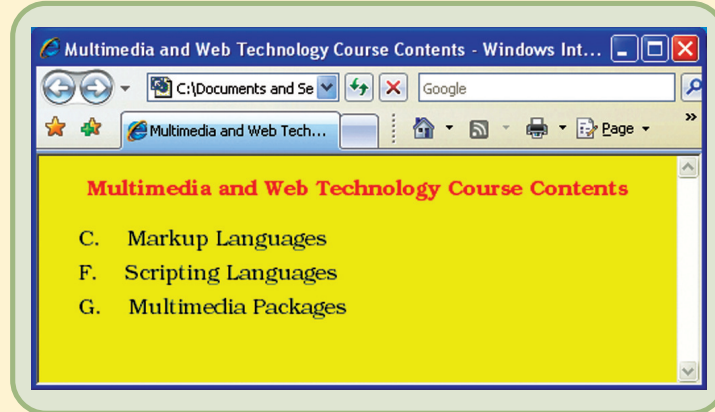 Multimedia and Web Technology Course Contents - Windows Int...
C:\Documents and Se
Google
Multimedia and Web Tech...
Page
Multimedia and Web Technology Course Contents
C. Markup Languages
F. Scripting Languages
G. Multimedia Packages